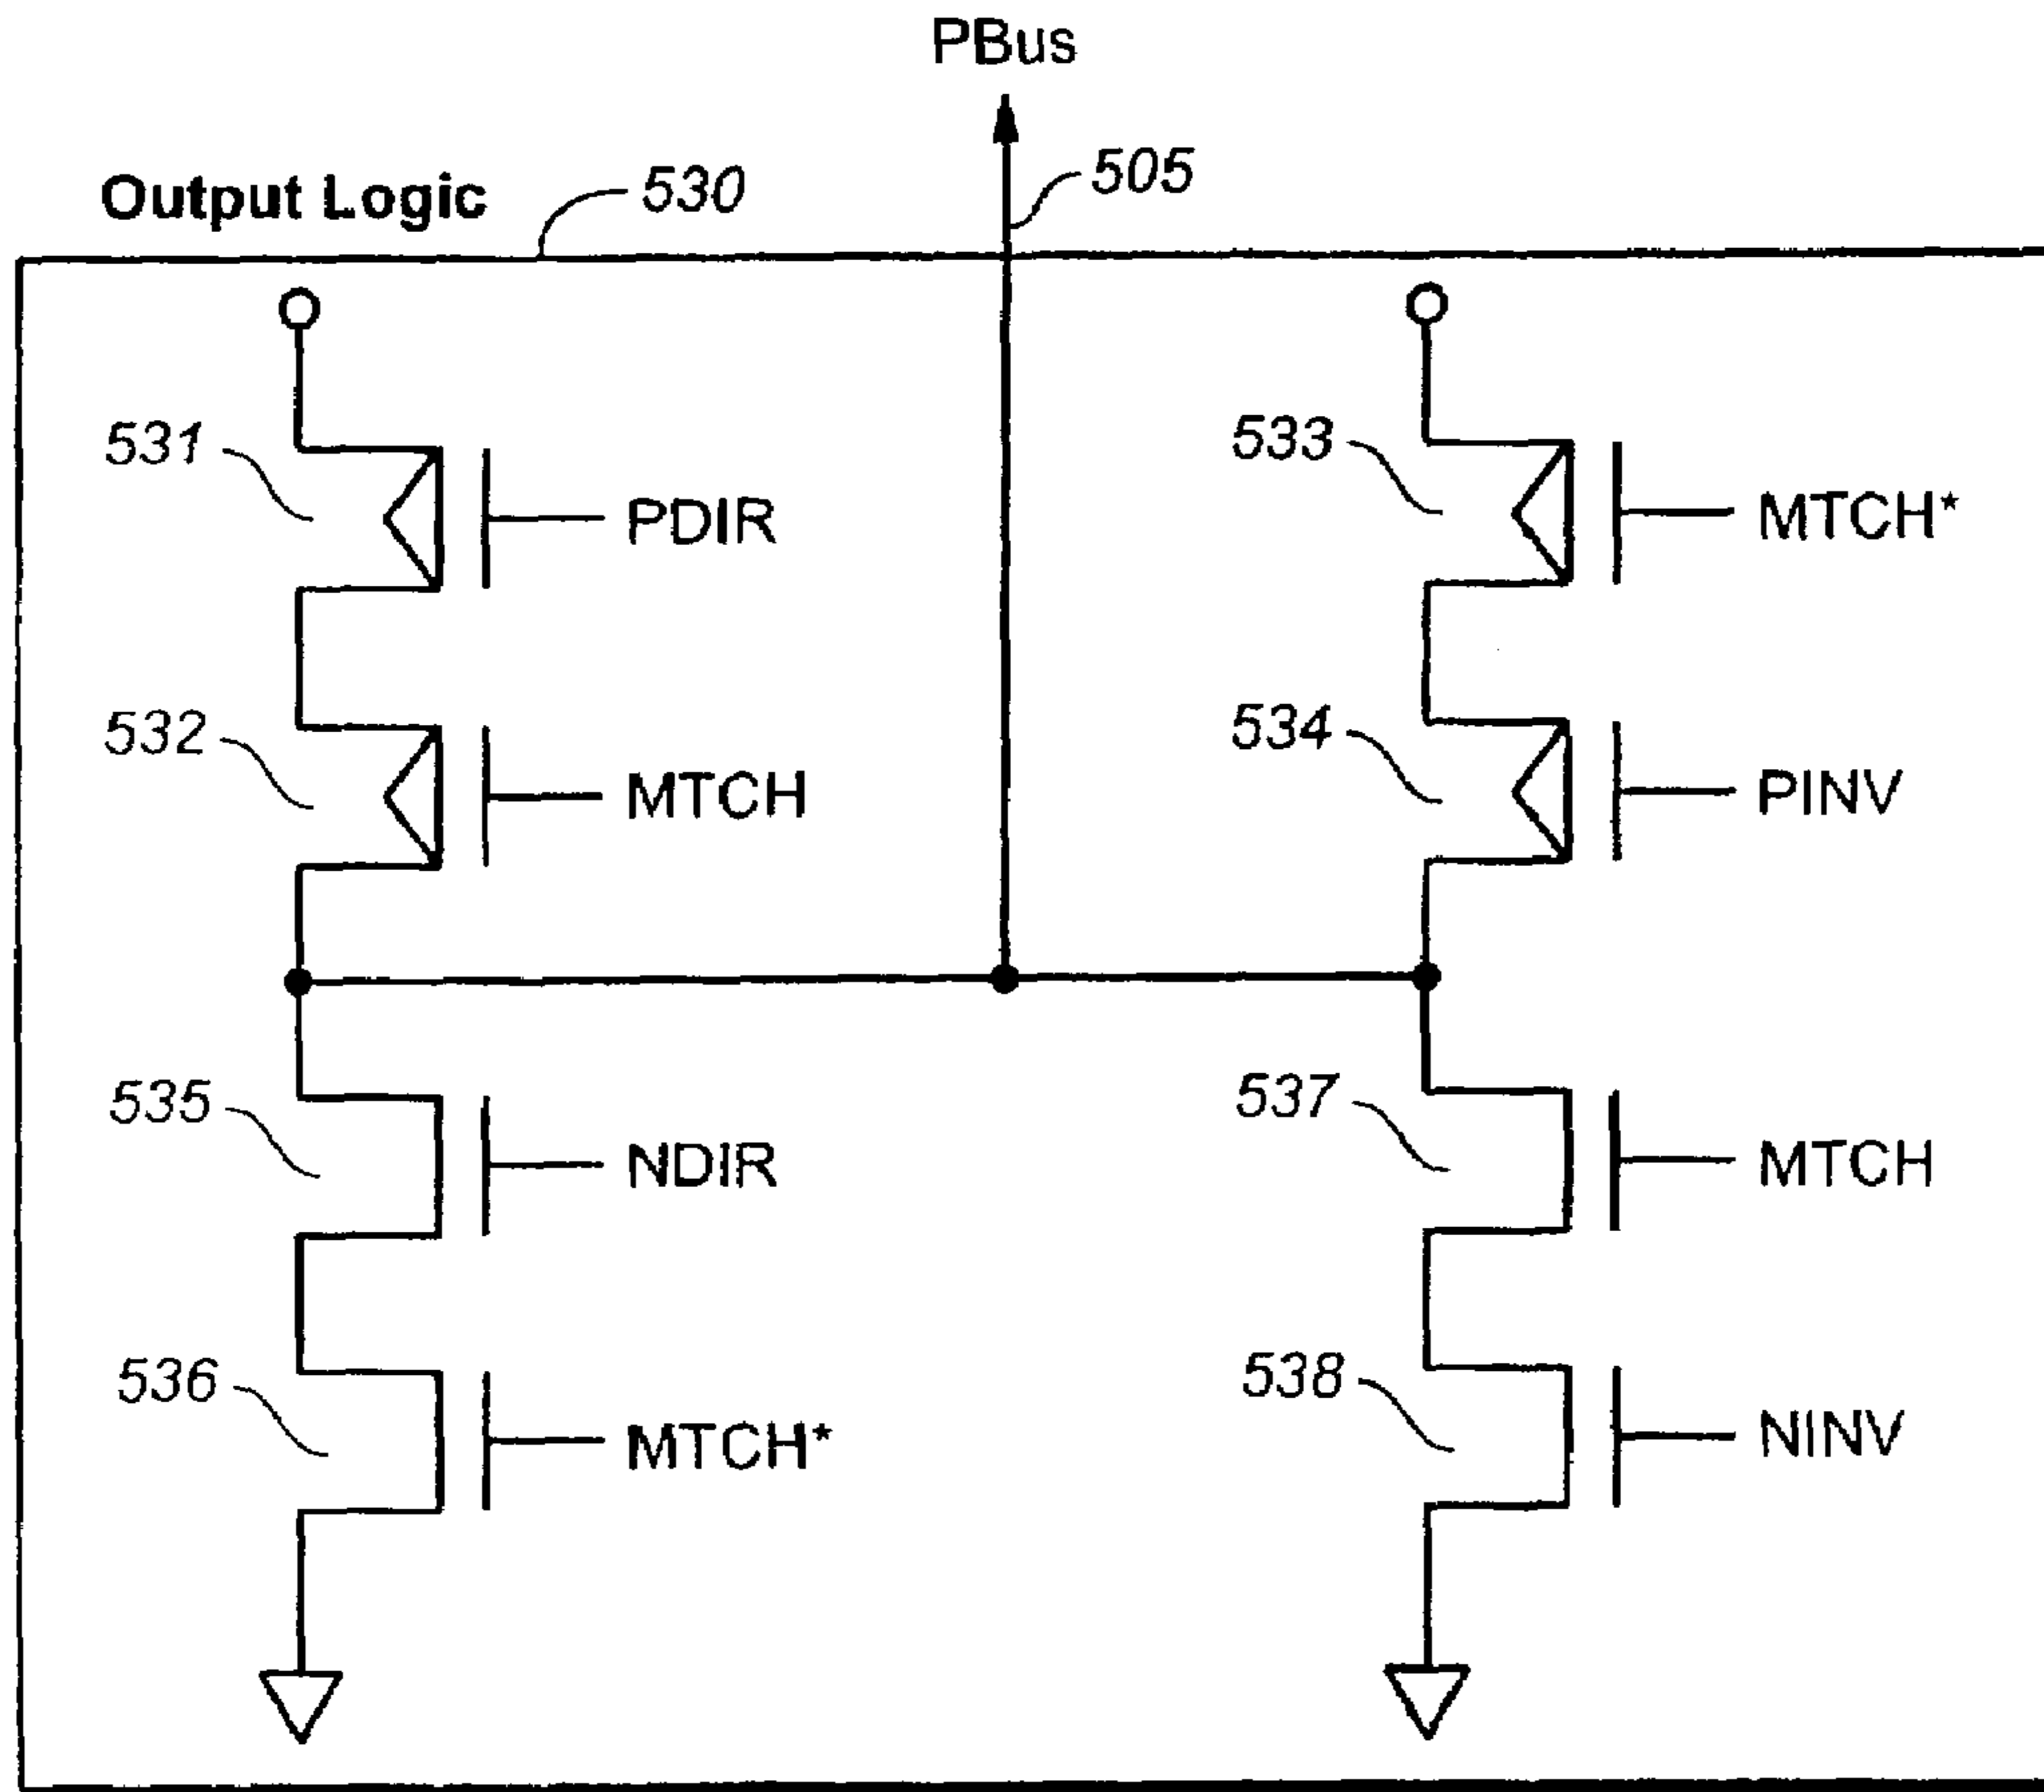 PBus
505
Output Logic
530
531
PDIR
533
MTCH*
532
MTCH
534
PINV
535
NDIR
537
MTCH
536
MTCH*
538
NINV